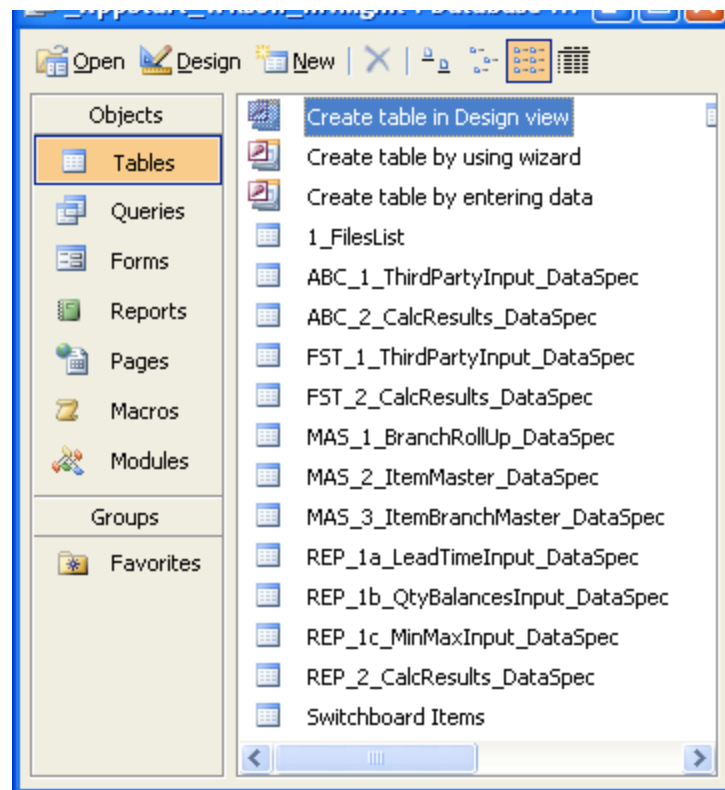 Open Design New
Objects
Tables
Queries
Forms
Reports
Pages
Macros
Modules
Groups
Favorites
Create table in Design view
Create table by using wizard
Create table by entering data
1_FilesList
ABC_1_ThirdPartyInput_DataSpec
ABC_2_CalcResults_DataSpec
FST_1_ThirdPartyInput_DataSpec
FST_2_CalcResults_DataSpec
MAS_1_BranchRollUp_DataSpec
MAS_2_ItemMaster_DataSpec
MAS_3_ItemBranchMaster_DataSpec
REP_1a_LeadTimeInput_DataSpec
REP_1b_QtyBalancesInput_DataSpec
REP_1c_MinMaxInput_DataSpec
REP_2_CalcResults_DataSpec
Switchboard Items